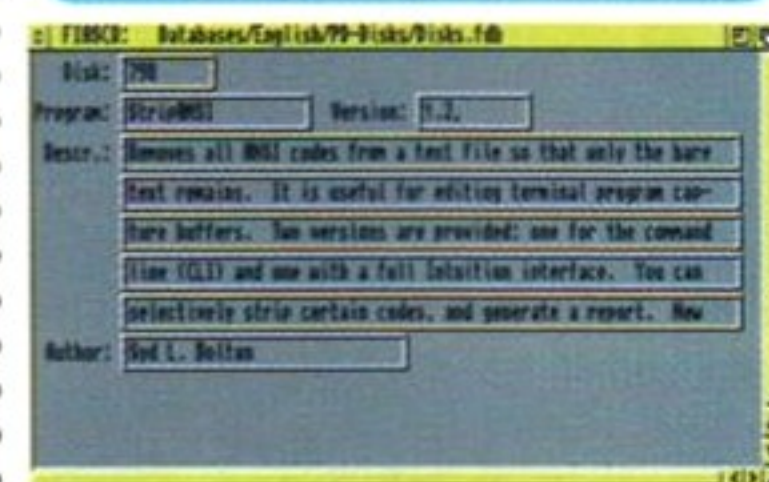 Databases/English/PD-Disks/Disks.fdb
Disk: 790
Program: StripANSI Version: 1.2,
Descr.: Removes all ANSI codes from a text file so that only the bare
text remains. It is useful for editing terminal program cap-
ture buffers. Two versions are provided: one for the command
line (CLI) and one with a full Intuition interface. You can
selectively strip certain codes, and generate a report. New
Author: L. Bolton